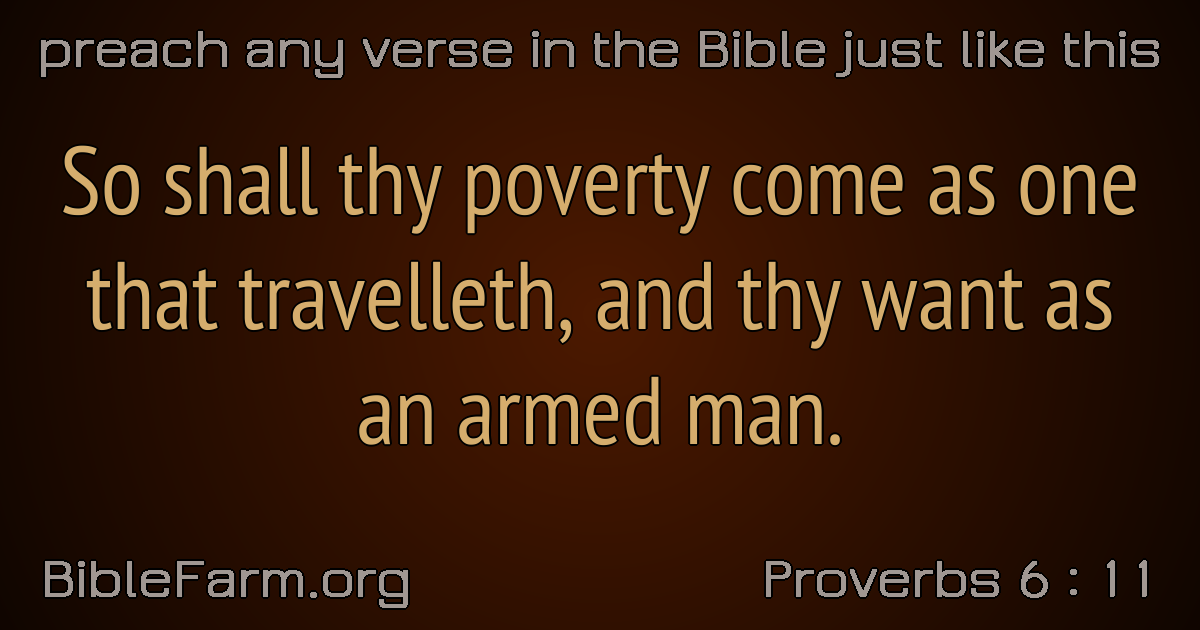 preach any verse in the Bible just like this
So shall thy poverty come as one
that travelleth, and thy want as
an armed man.
BibleFarm.org
Proverbs 6 : 11